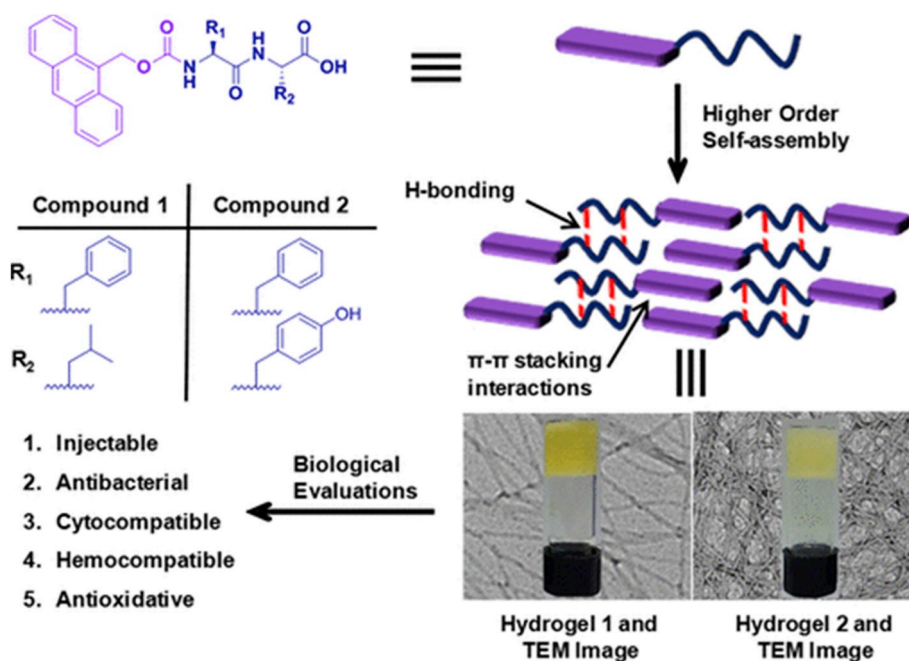 O
R₁
O
N
H
H
N
O
R₂
O
OH
Higher Order
Self-assembly
H-bonding
π-π stacking
interactions
Compound 1
Compound 2
R₁
R₂
OH
1. Injectable
2. Antibacterial
3. Cytocompatible
4. Hemocompatible
5. Antioxidative
Biological
Evaluations
Hydrogel 1 and
TEM Image
Hydrogel 2 and
TEM Image